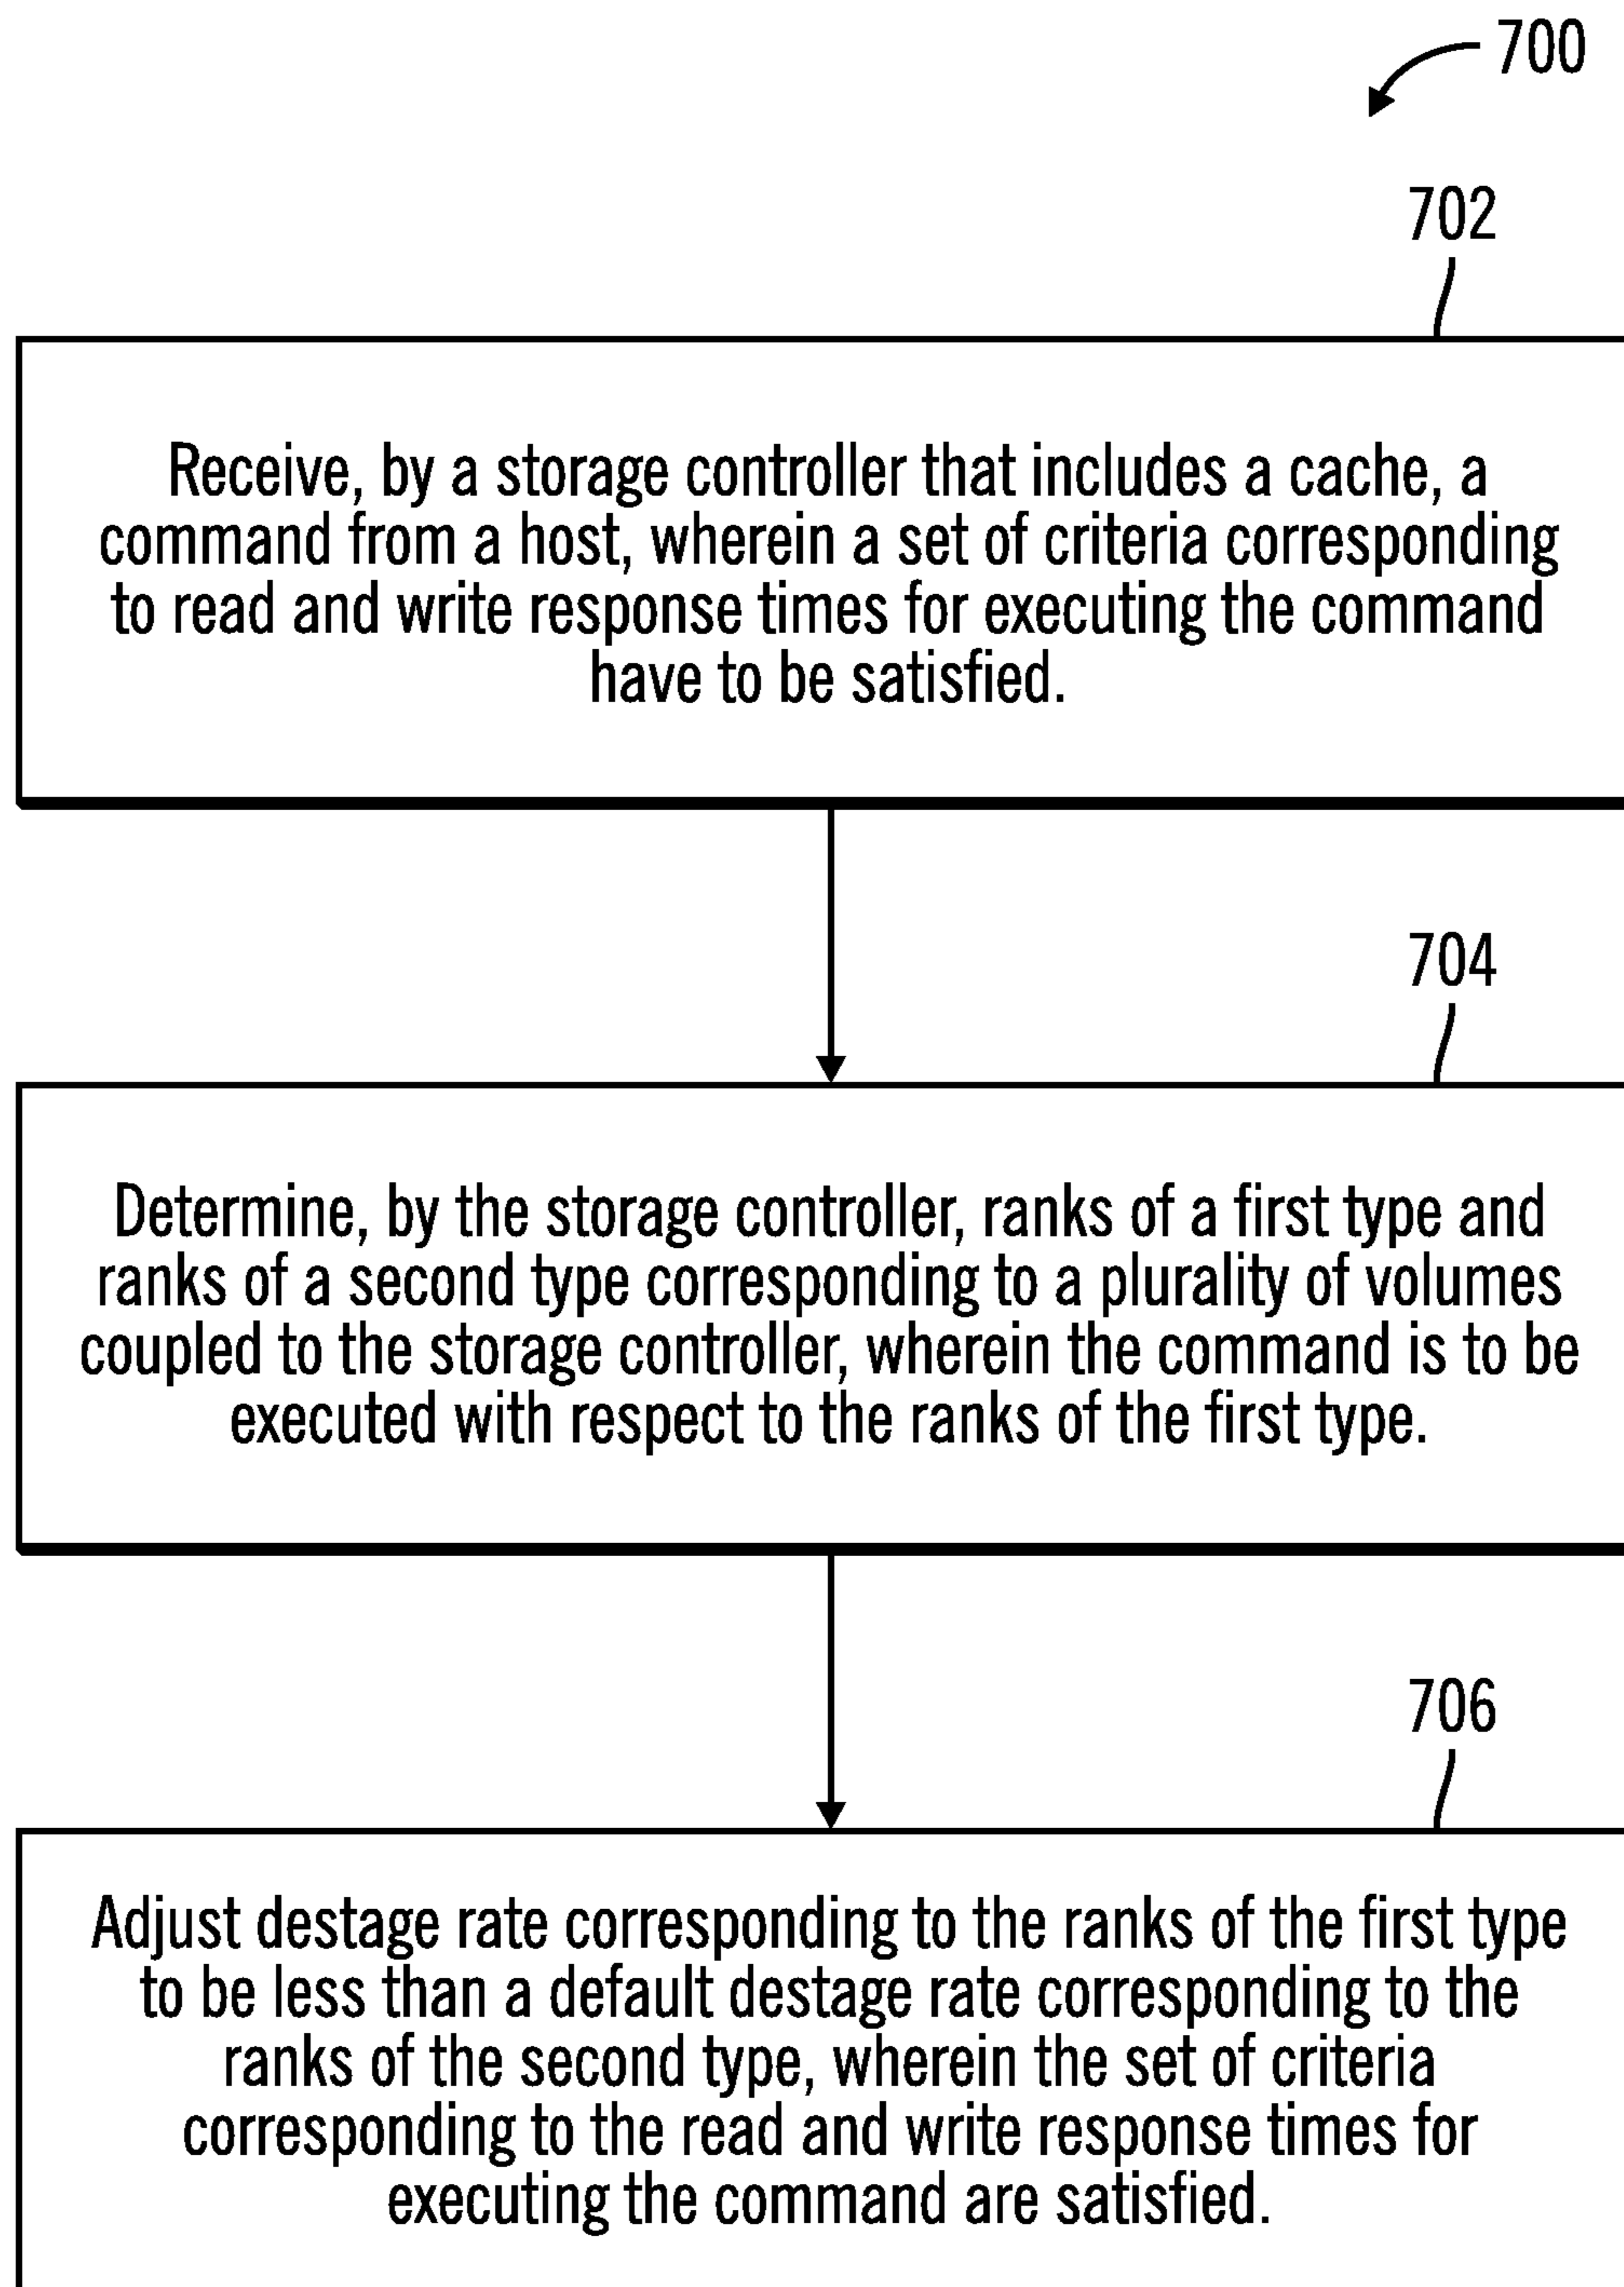 700
702
Receive, by a storage controller that includes a cache, a
command from a host, wherein a set of criteria corresponding
to read and write response times for executing the command
have to be satisfied.
704
Determine, by the storage controller, ranks of a first type and
ranks of a second type corresponding to a plurality of volumes
coupled to the storage controller, wherein the command is to be
executed with respect to the ranks of the first type.
706
Adjust destage rate corresponding to the ranks of the first type
to be less than a default destage rate corresponding to the
ranks of the second type, wherein the set of criteria
corresponding to the read and write response times for
executing the command are satisfied.